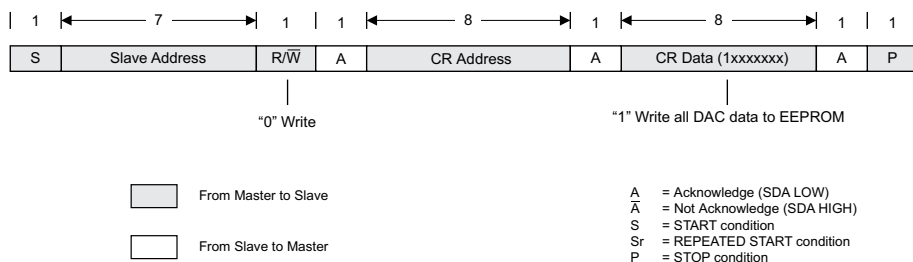 1 7 1 1 8 1 8 1 1
S Slave Address R/W̅ A CR Address A CR Data (1xxxxxxx) A P
“0” Write “1” Write all DAC data to EEPROM
From Master to Slave
From Slave to Master
A = Acknowledge (SDA LOW)
A̅ = Not Acknowledge (SDA HIGH)
S = START condition
Sr = REPEATED START condition
P = STOP condition